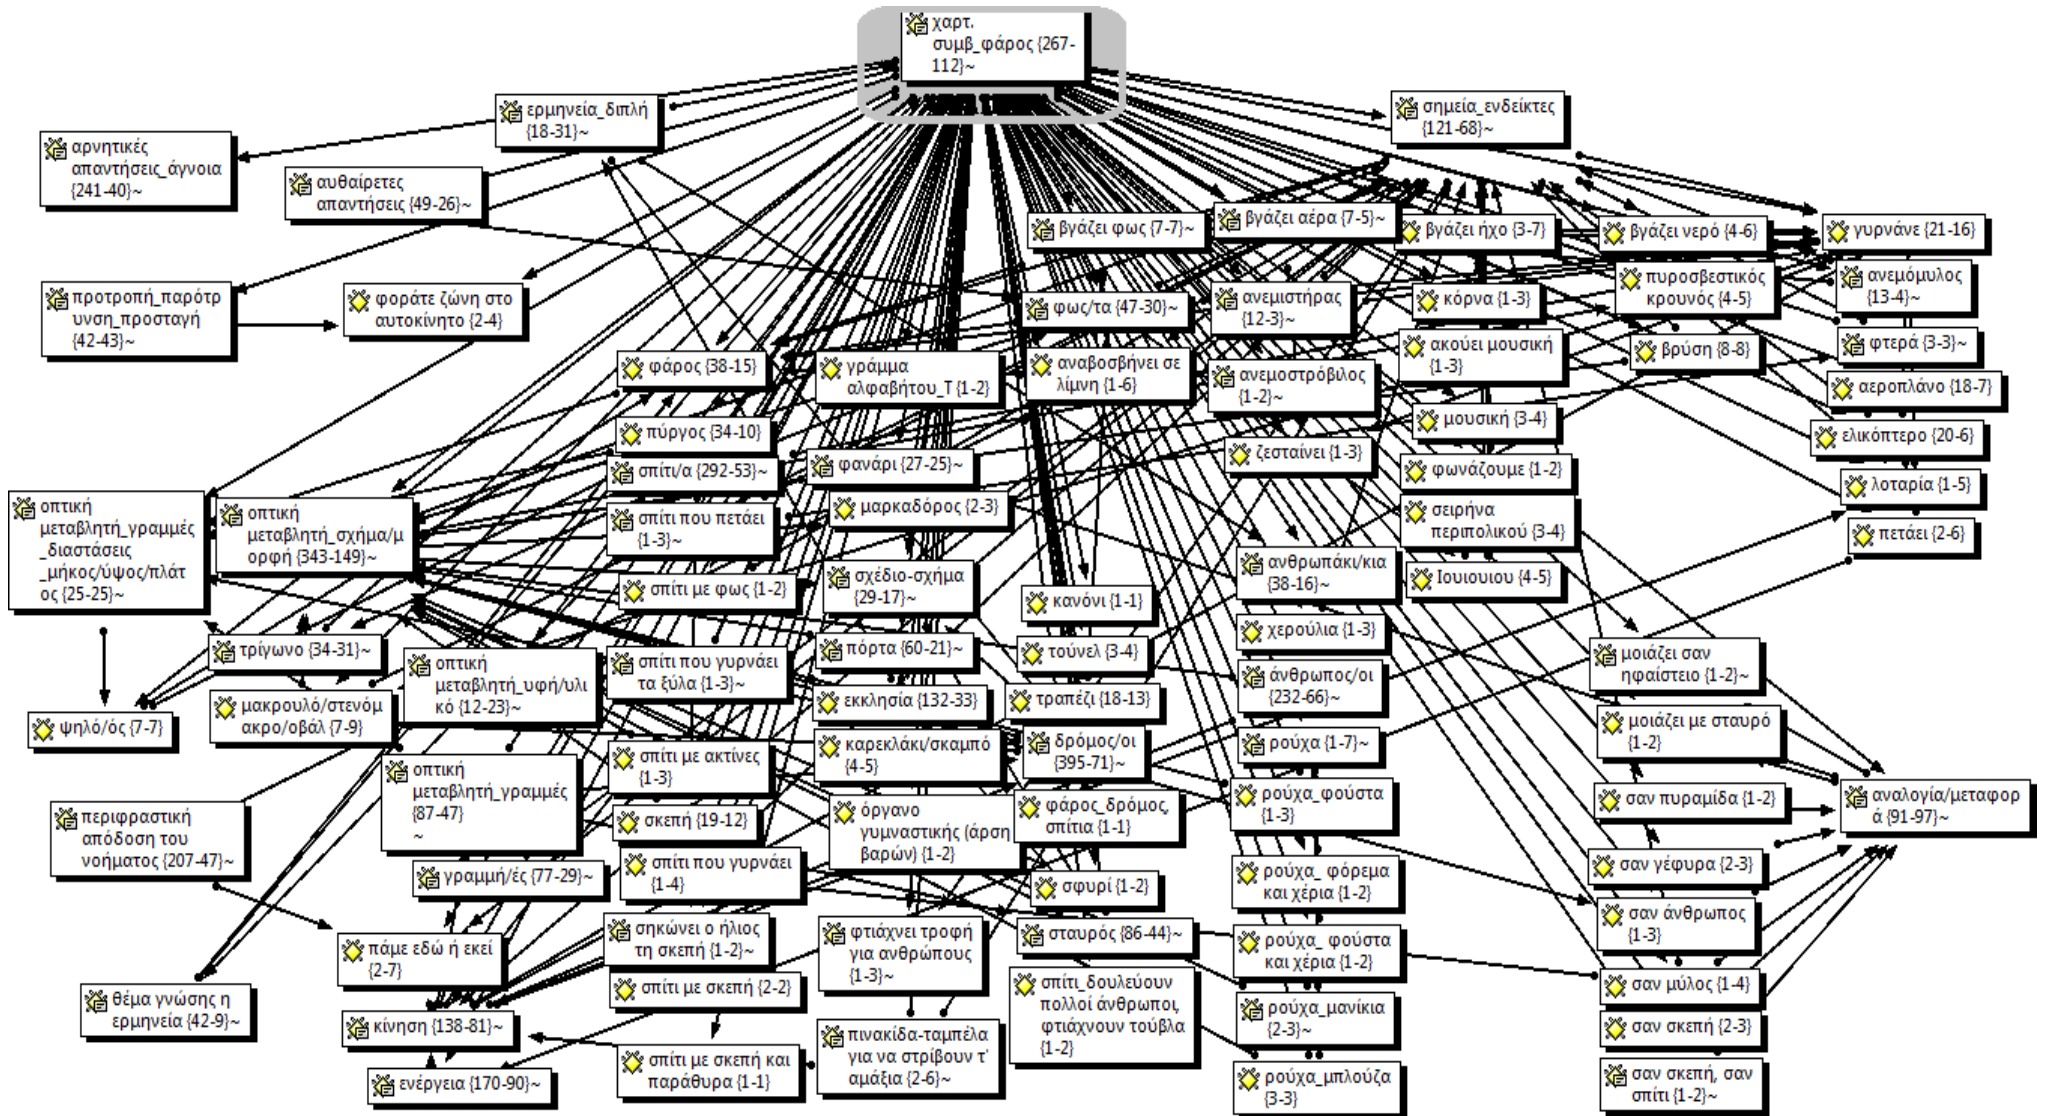 χαρτ.
συμβ_φάρος {267-
112}~
ερμηνεία_διπλή
{18-31}~
σημεία_ενδείκτες
{121-68}~
αρνητικές
απαντήσεις_άγνοια
{241-40}~
αυθαίρετες
απαντήσεις {49-26}~
βγάζει φως {7-7}~
βγάζει αέρα {7-5}~
βγάζει ήχο {3-7}
βγάζει νερό {4-6}
γυρνάνε {21-16}
προτροπή_παρότρ
υνση_προσταγή
{42-43}~
φοράτε ζώνη στο
αυτοκίνητο {2-4}
φως/τα {47-30}~
ανεμιστήρας
{12-3}~
κόρνα {1-3}
πυροσβεστικός
κρουνός {4-5}
ανεμόμυλος
{13-4}~
φάρος {38-15}
γράμμα
αλφαβήτου_Τ {1-2}
αναβοσβήνει σε
λίμνη {1-6}
ανεμοστρόβιλος
{1-2}~
ακούει μουσική
{1-3}
βρύση {8-8}
φτερά {3-3}~
αεροπλάνο {18-7}
πύργος {34-10}
μουσική {3-4}
ελικόπτερο {20-6}
σπίτι/α {292-53}~
φανάρι {27-25}~
ζεσταίνει {1-3}
φωνάζουμε {1-2}
λοταρία {1-5}
οπτική
μεταβλητή_γραμμές
_διαστάσεις
_μήκος/ύψος/πλάτ
ος {25-25}~
οπτική
μεταβλητή_σχήμα/μ
ορφή {343-149}~
σπίτι που πετάει
{1-3}~
μαρκαδόρος {2-3}
σειρήνα
περιπολικού {3-4}
πετάει {2-6}
σπίτι με φως {1-2}
σχέδιο-σχήμα
{29-17}~
κανόνι {1-1}
ανθρωπάκι/κια
{38-16}~
Ιουιουιου {4-5}
τρίγωνο {34-31}~
οπτική
μεταβλητή_υφή/υλι
κό {12-23}~
σπίτι που γυρνάει
τα ξύλα {1-3}~
πόρτα {60-21}~
τούνελ {3-4}
χερούλια {1-3}
μοιάζει σαν
ηφαίστειο {1-2}~
άνθρωπος/οι
{232-66}~
μακρουλό/στενόμ
ακρο/οβάλ {7-9}
εκκλησία {132-33}
τραπέζι {18-13}
ψηλό/ός {7-7}
μοιάζει με σταυρό
{1-2}
καρεκλάκι/σκαμπό
{4-5}
δρόμος/οι
{395-71}~
ρούχα {1-7}~
οπτική
μεταβλητή_γραμμές
{87-47}
~
σπίτι με ακτίνες
{1-3}
περιφραστική
απόδοση του
νοήματος {207-47}~
σκεπή {19-12}
όργανο
γυμναστικής (άρση
βαρών) {1-2}
φάρος_δρόμος,
σπίτια {1-1}
ρούχα_φούστα
{1-3}
σαν πυραμίδα {1-2}
αναλογία/μεταφορ
ά {91-97}~
γραμμή/ές {77-29}~
σπίτι που γυρνάει
{1-4}
σφυρί {1-2}
ρούχα_ φόρεμα
και χέρια {1-2}
σαν γέφυρα {2-3}
σαν άνθρωπος
{1-3}
πάμε εδώ ή εκεί
{2-7}
σηκώνει ο ήλιος
τη σκεπή {1-2}~
φτιάχνει τροφή
για ανθρώπους
{1-3}~
σταυρός {86-44}~
ρούχα_ φούστα
και χέρια {1-2}
θέμα γνώσης η
ερμηνεία {42-9}~
σπίτι με σκεπή {2-2}
σπίτι_δουλεύουν
πολλοί άνθρωποι,
φτιάχνουν τούβλα
{1-2}
σαν μύλος {1-4}
κίνηση {138-81}~
πινακίδα-ταμπέλα
για να στρίβουν τ'
αμάξια {2-6}~
ρούχα_μανίκια
{2-3}~
σαν σκεπή {2-3}
ενέργεια {170-90}~
σπίτι με σκεπή και
παράθυρα {1-1}
ρούχα_μπλούζα
{3-3}
σαν σκεπή, σαν
σπίτι {1-2}~